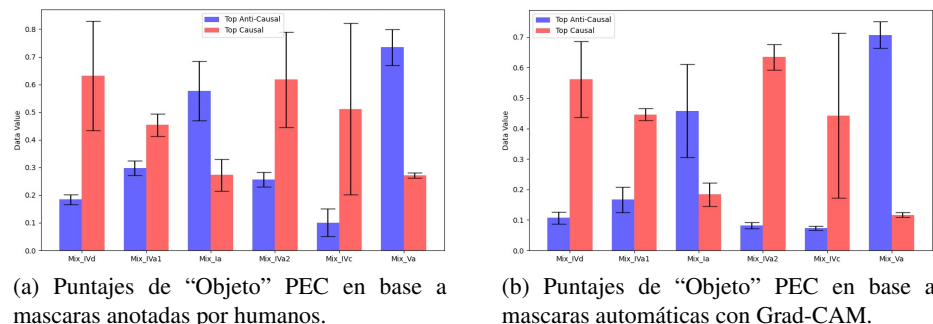 Top Anti-Causal
Top Causal
Data Value
0.8
0.7
0.6
0.5
0.4
0.3
0.2
0.1
0.0
Mix_IVd Mix_IVa1 Mix_Ia Mix_IVa2 Mix_IVc Mix_Va
(a) Puntajes de “Objeto” PEC en base a
mascaras anotadas por humanos.
Top Anti-Causal
Top Causal
Data Value
0.7
0.6
0.5
0.4
0.3
0.2
0.1
0.0
Mix_IVd Mix_IVa1 Mix_Ia Mix_IVa2 Mix_IVc Mix_Va
(b) Puntajes de “Objeto” PEC en base a
mascaras automáticas con Grad-CAM.